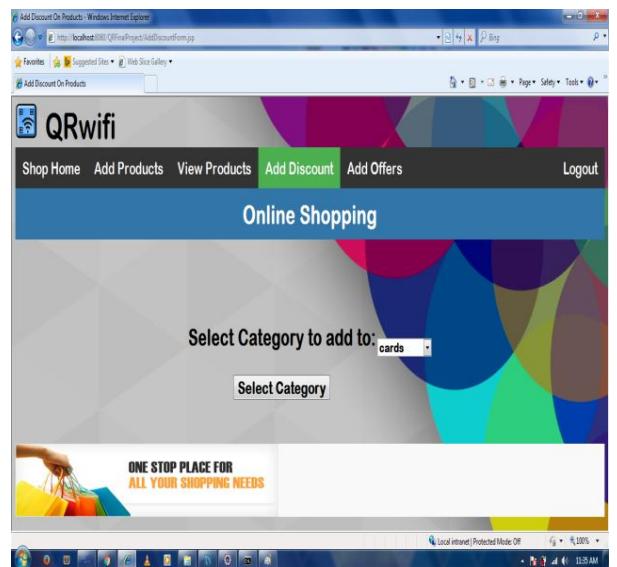 Add Discount On Products - Windows Internet Explorer
http://localhost:8080/QRFinalProject/AddDiscountForm.jsp
Bing
Favorites Suggested Sites Web Slice Gallery
Add Discount On Products Page Safety Tools
QRwifi
Shop Home Add Products View Products Add Discount Add Offers Logout
Online Shopping
Select Category to add to: cards
Select Category
ONE STOP PLACE FOR
ALL YOUR SHOPPING NEEDS
Local intranet | Protected Mode: Off 100%
11:35 AM